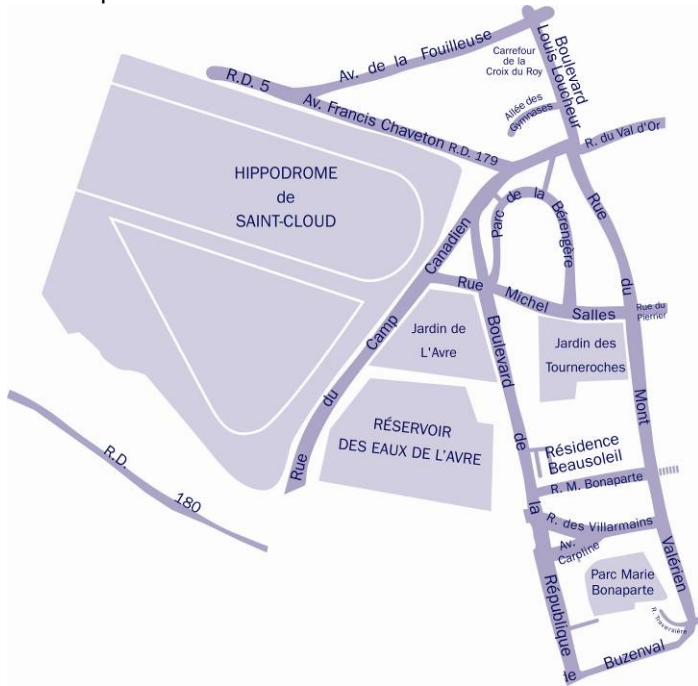 Av. de la Fouilleuse
Boulevard
Louis Loucheur
Carrefour
de la
Croix du Roy
R.D. 5
Av. Francis Chaveton R.D. 179
Allée des
Gymnases
R. du Val d'Or
HIPPODROME
de
SAINT-CLOUD
Parc de la Bérengère
Rue du Mont Valérien
Rue du Camp Canadien
Rue Michel Salles
Rue du
Pierrier
Boulevard de la République
Jardin de
L'Avre
Jardin des
Tourneroches
RÉSERVOIR
DES EAUX DE L'AVRE
R.D. 180
Résidence
Beausoleil
R. M. Bonaparte
R. des Villarmains
Av.
Caroline
Parc Marie
Bonaparte
R. Traversière
Buzenval